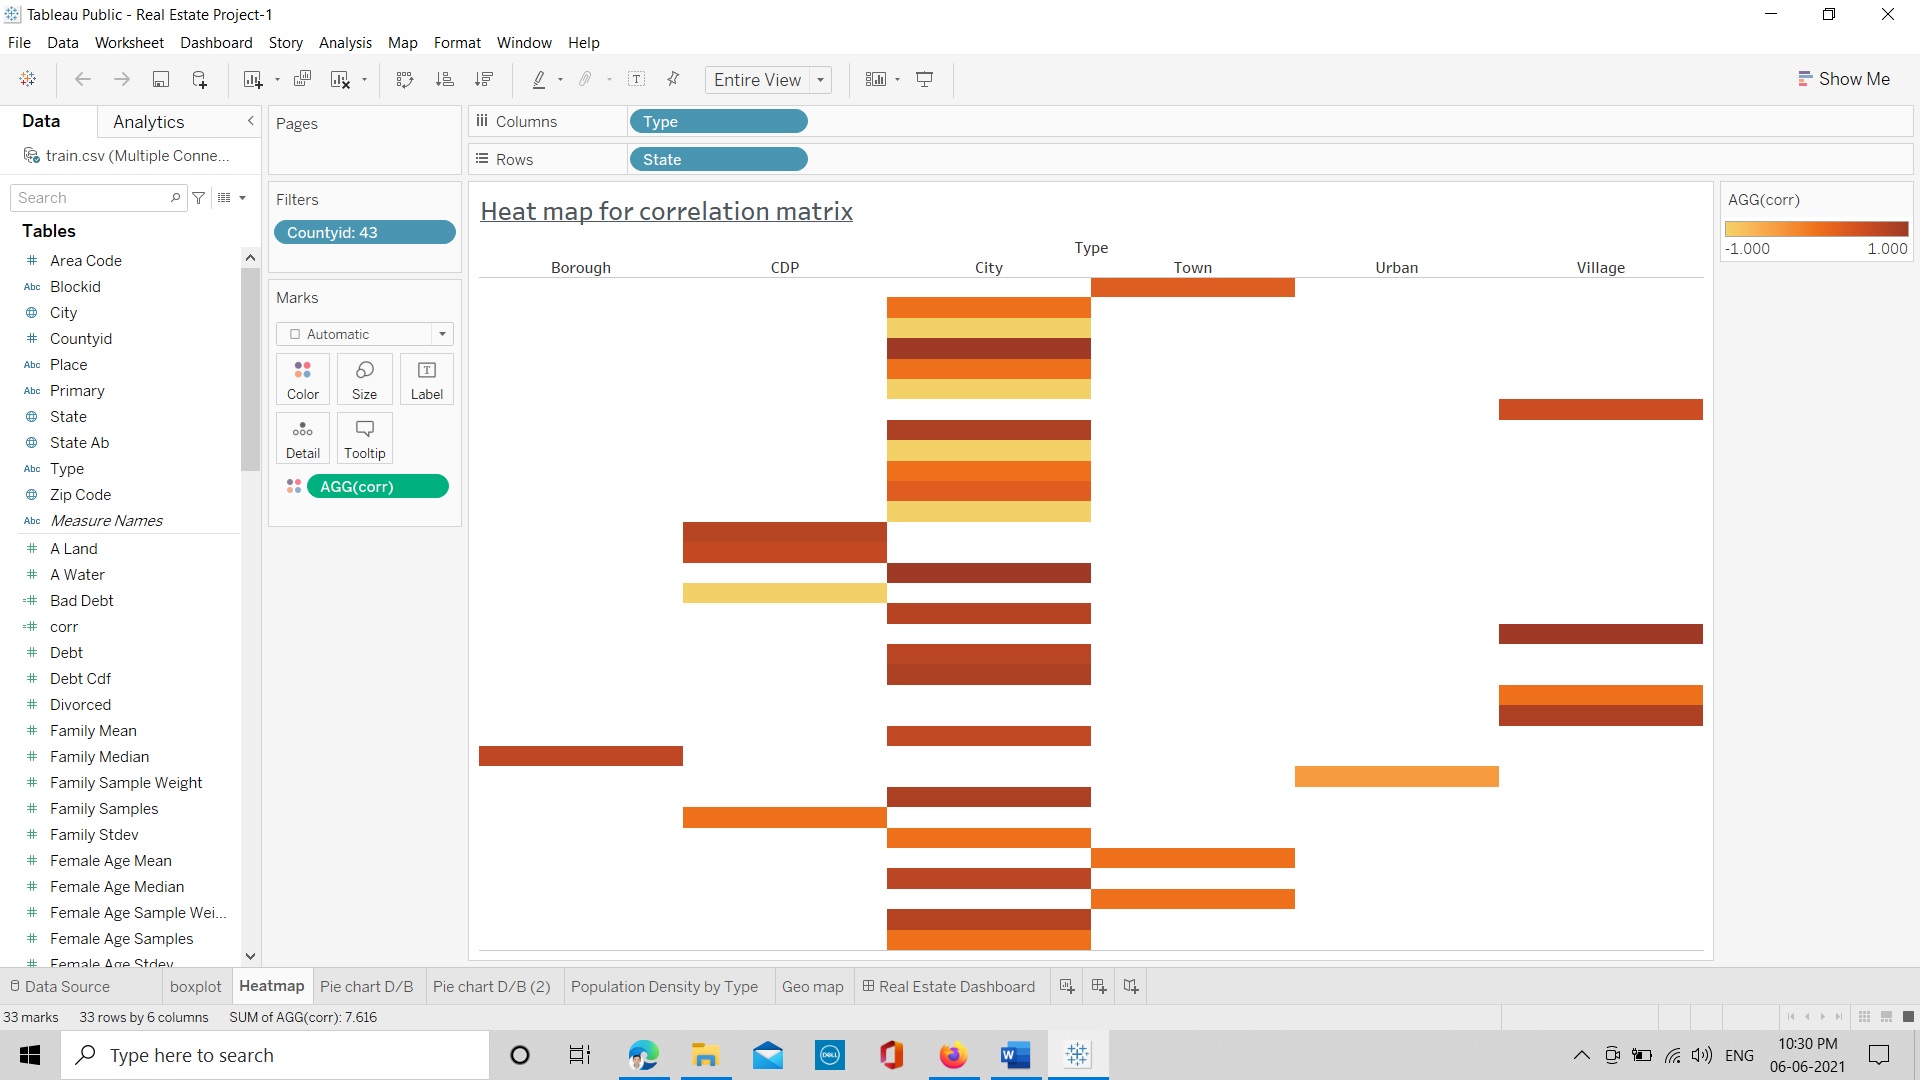 Tableau Public - Real Estate Project-1
File Data Worksheet Dashboard Story Analysis Map Format Window Help
Entire View
Show Me
Data Analytics
train.csv (Multiple Conne...
Search
Tables
Area Code
Abc Blockid
City
Countyid
Abc Place
Abc Primary
State
State Ab
Abc Type
Zip Code
Abc Measure Names
A Land
A Water
Bad Debt
corr
Debt
Debt Cdf
Divorced
Family Mean
Family Median
Family Sample Weight
Family Samples
Family Stdev
Female Age Mean
Female Age Median
Female Age Sample Wei...
Female Age Samples
Female Age Stdev
Pages
Filters
Countyid: 43
Marks
Automatic
Color Size Label
Detail Tooltip
AGG(corr)
Columns Type
Rows State
Heat map for correlation matrix
Type
Borough CDP City Town Urban Village
AGG(corr)
-1.000 1.000
Data Source boxplot Heatmap Pie chart D/B Pie chart D/B (2) Population Density by Type Geo map Real Estate Dashboard
33 marks 33 rows by 6 columns SUM of AGG(corr): 7.616
Type here to search
DELL
W
ENG
10:30 PM
06-06-2021